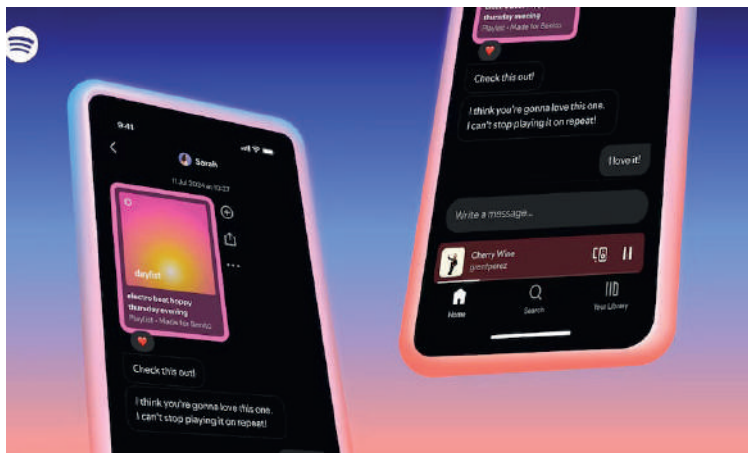 9:41
Sarah
11 Jul 2024 at 10:27
daylist
electro beat happy
thursday evening
Playlist • Made for Benito
Check this out!
I think you're gonna love this one.
I can't stop playing it on repeat!
thursday evening
Playlist • Made for Benito
Check this out!
I think you're gonna love this one.
I can't stop playing it on repeat!
I love it!
Write a message...
Cherry Wine
grentperez
Home
Search
Your Library